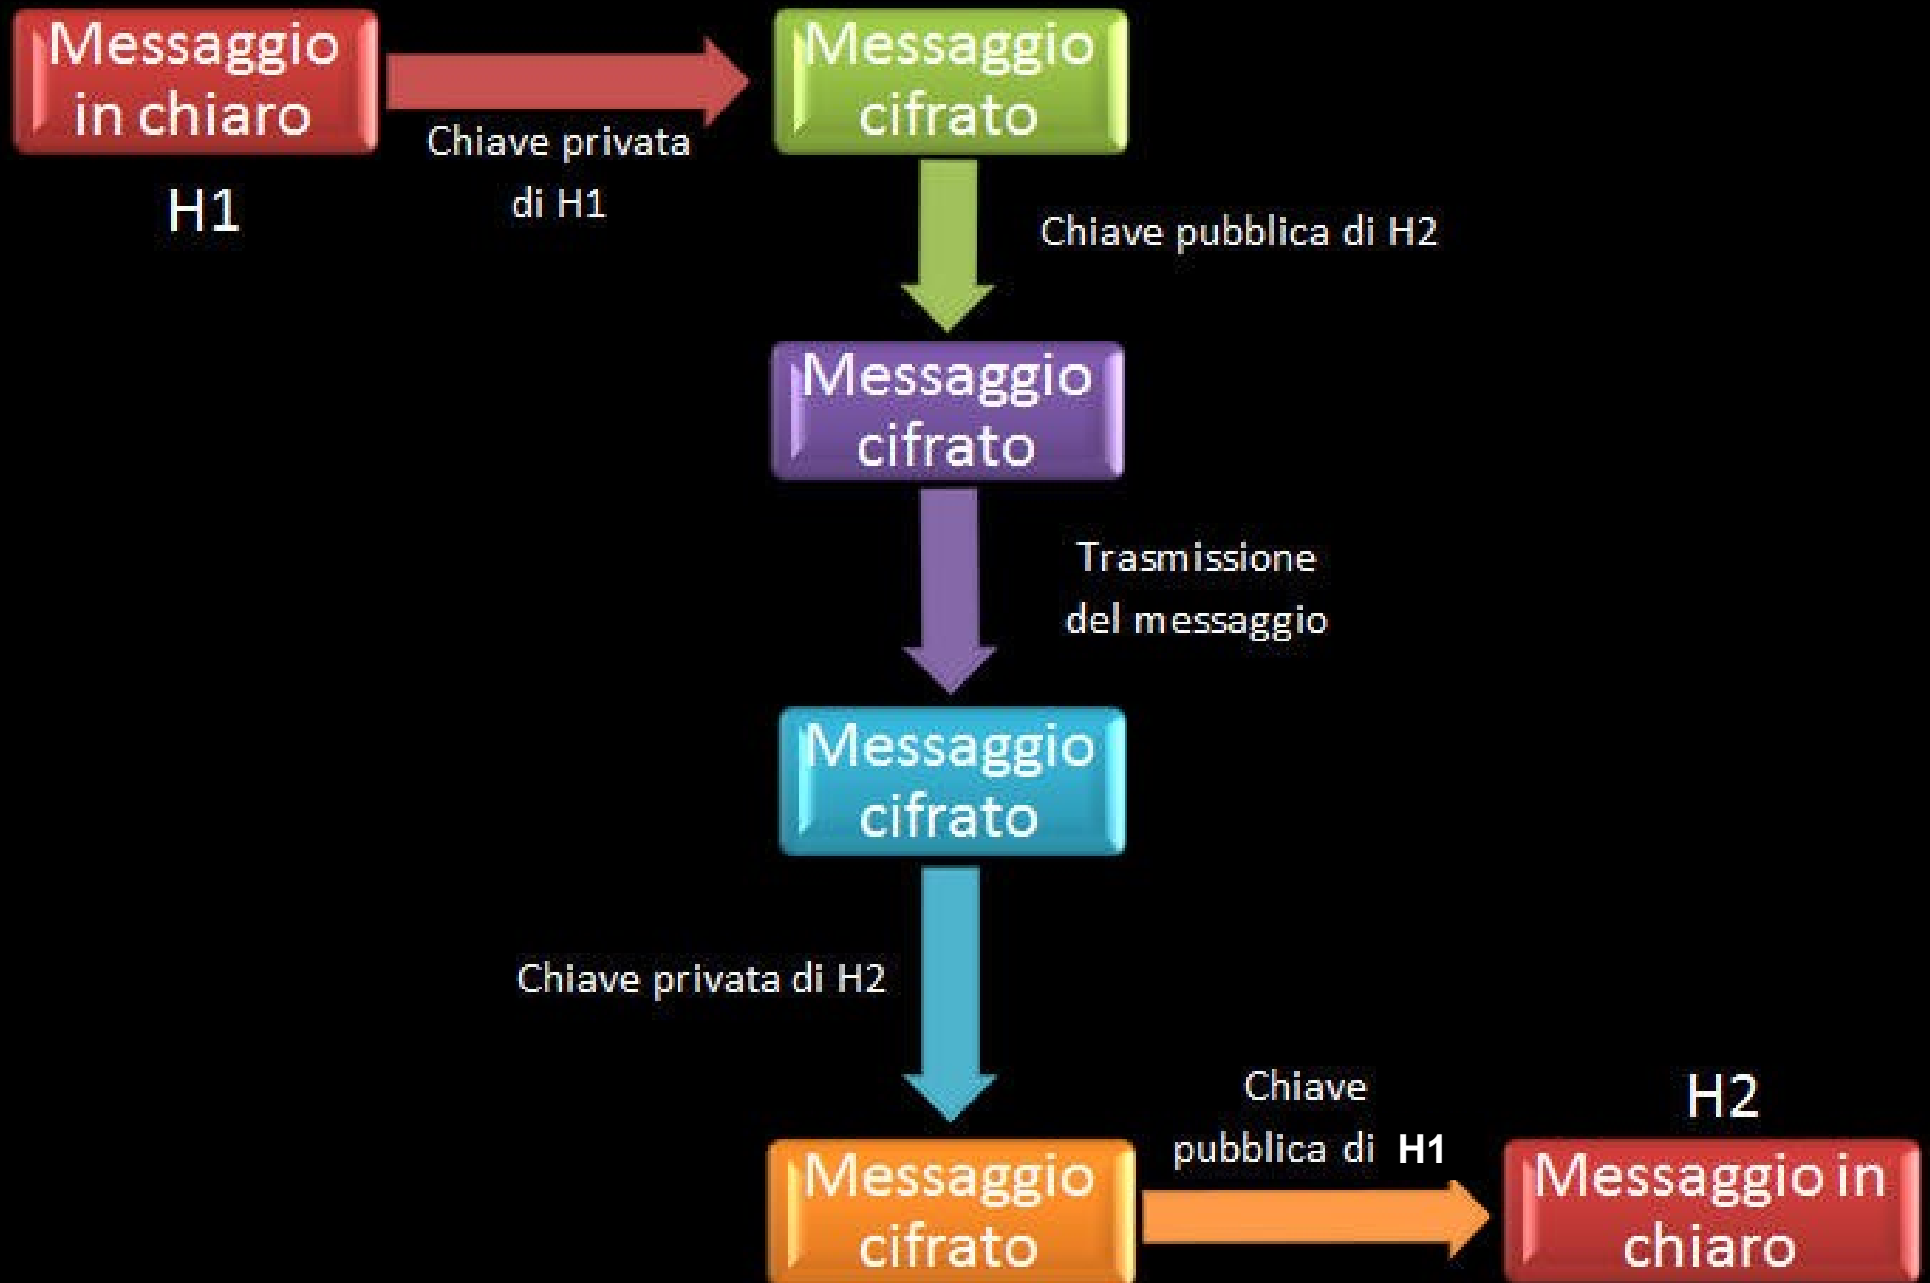 Messaggio
in chiaro
H1
Chiave privata
di H1
Messaggio
cifrato
Chiave pubblica di H2
Messaggio
cifrato
Trasmissione
del messaggio
Messaggio
cifrato
Chiave privata di H2
Messaggio
cifrato
Chiave
pubblica di H1
H2
Messaggio in
chiaro